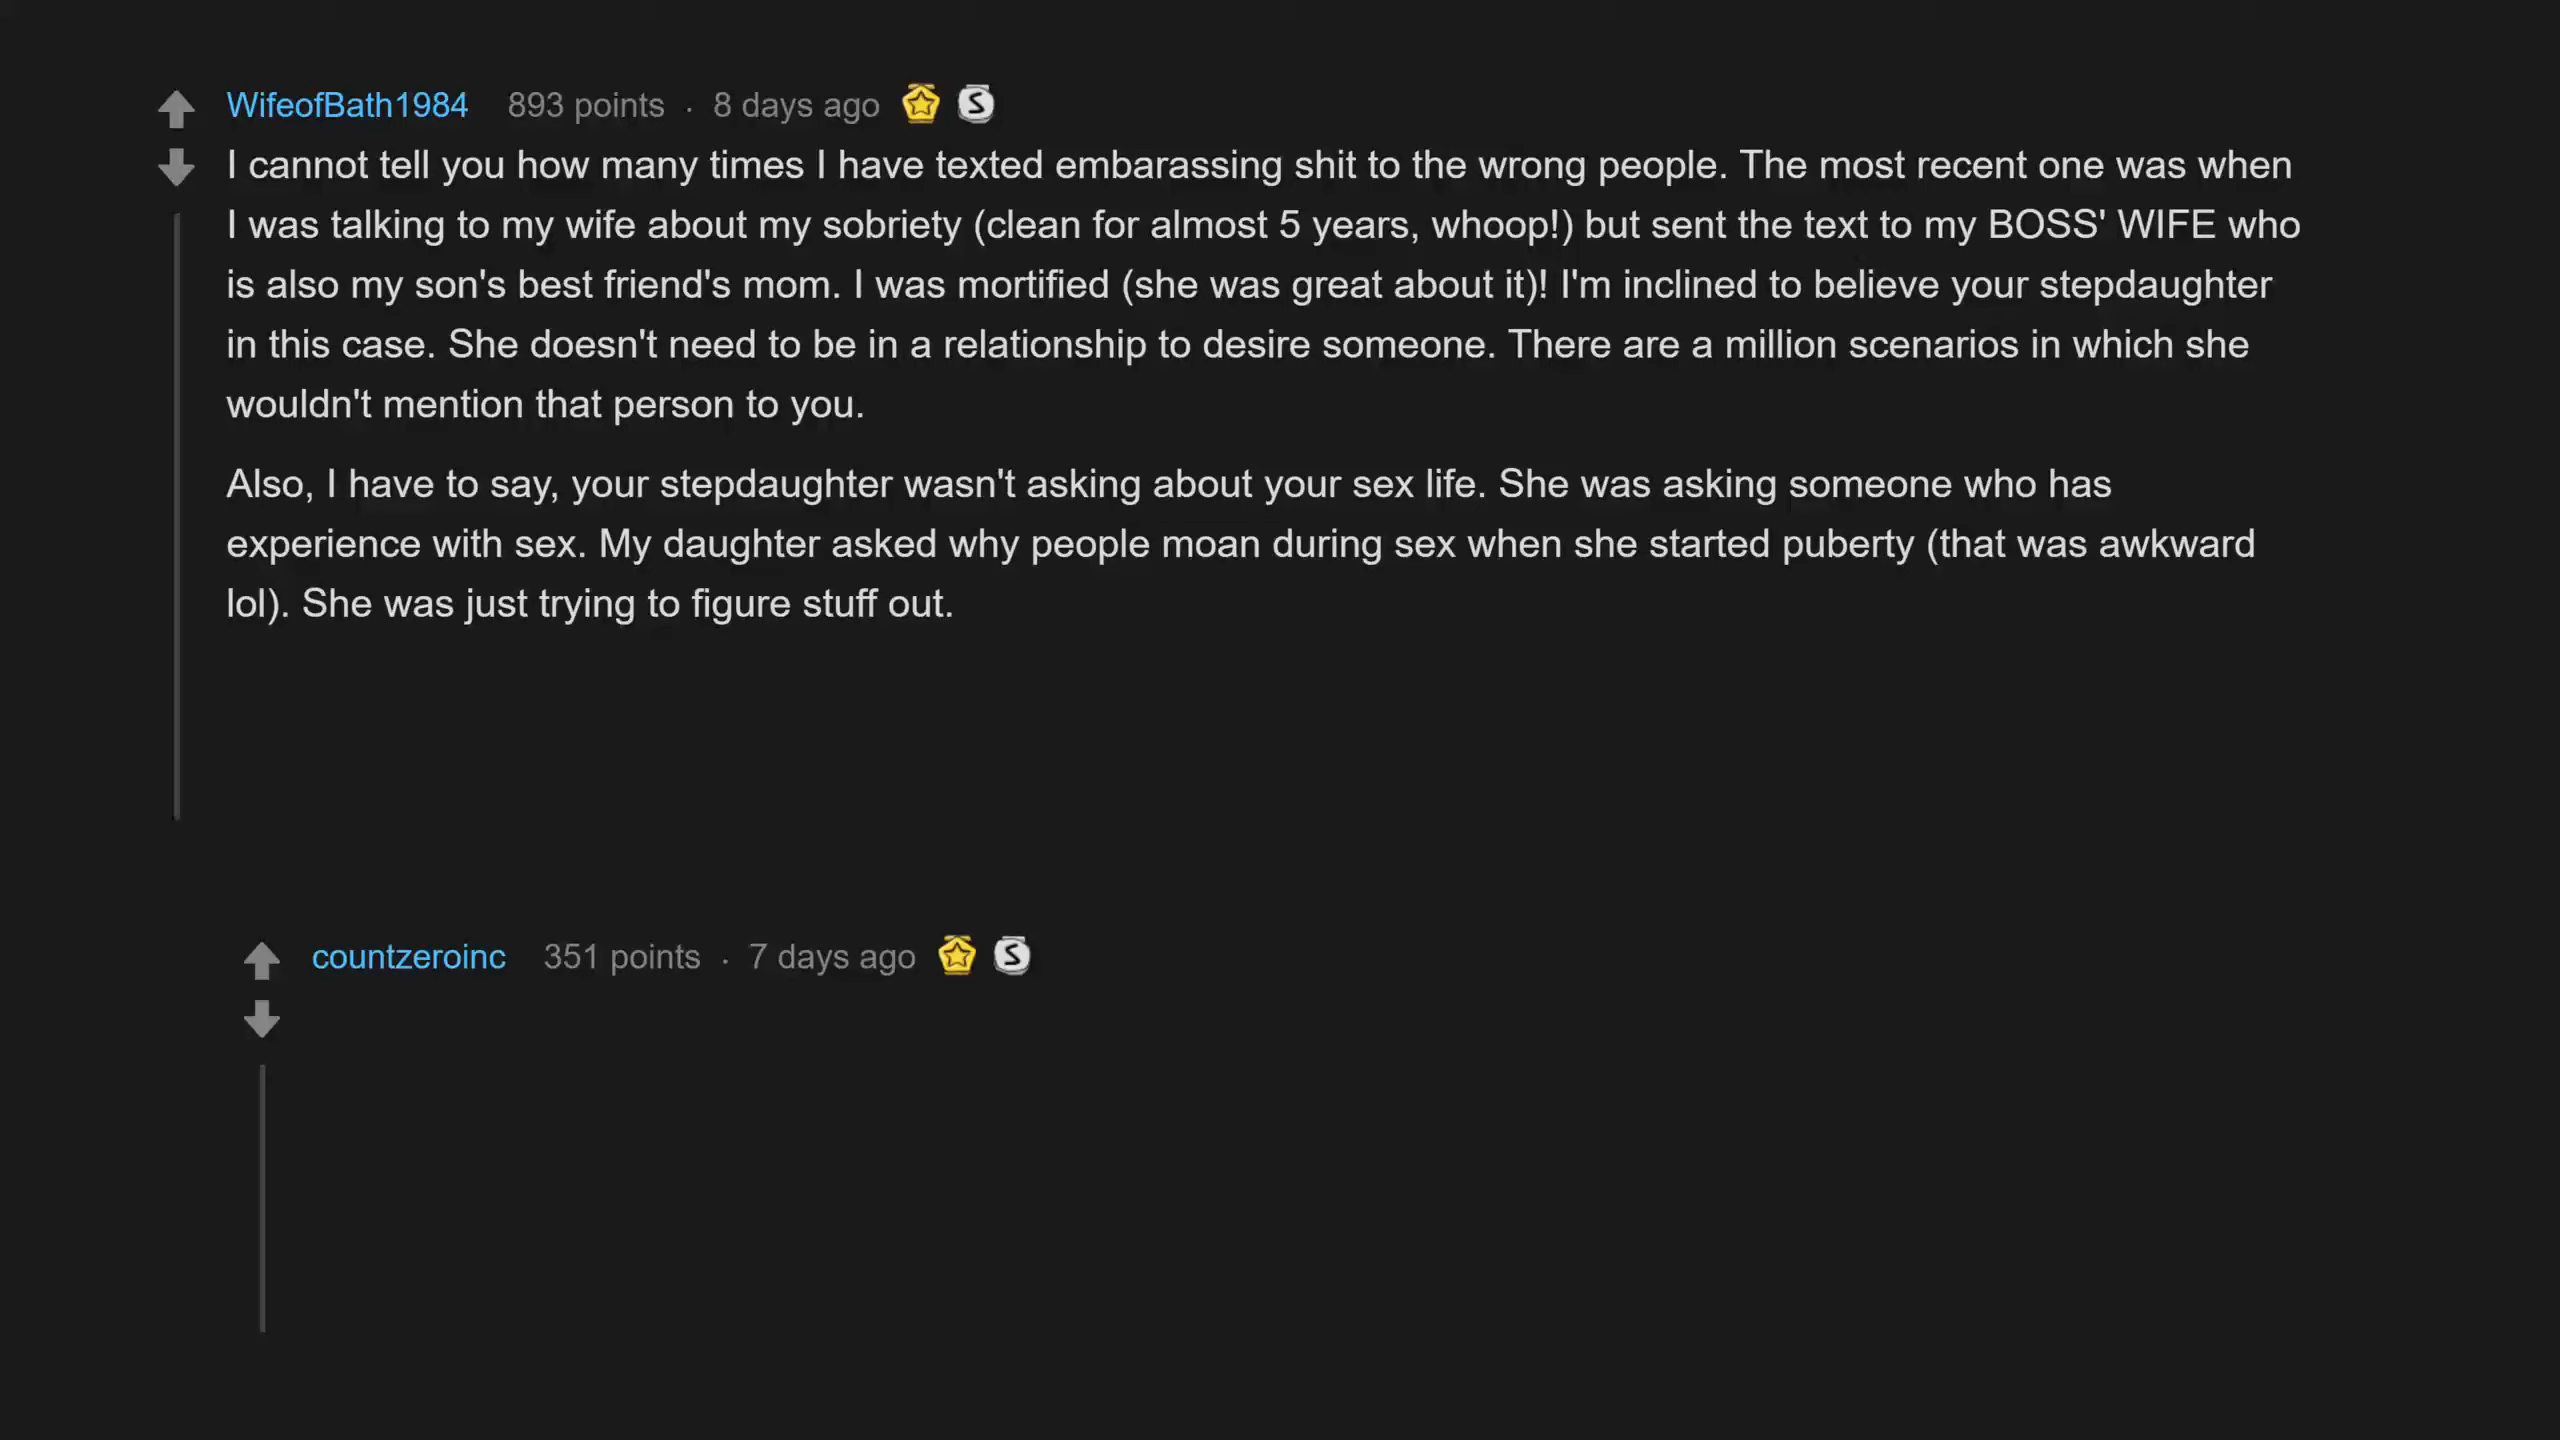 WifeofBath1984 893 points · 8 days ago
I cannot tell you how many times I have texted embarassing shit to the wrong people. The most recent one was when
I was talking to my wife about my sobriety (clean for almost 5 years, whoop!) but sent the text to my BOSS' WIFE who
is also my son's best friend's mom. I was mortified (she was great about it)! I'm inclined to believe your stepdaughter
in this case. She doesn't need to be in a relationship to desire someone. There are a million scenarios in which she
wouldn't mention that person to you.
Also, I have to say, your stepdaughter wasn't asking about your sex life. She was asking someone who has
experience with sex. My daughter asked why people moan during sex when she started puberty (that was awkward
lol). She was just trying to figure stuff out.
countzeroinc 351 points · 7 days ago